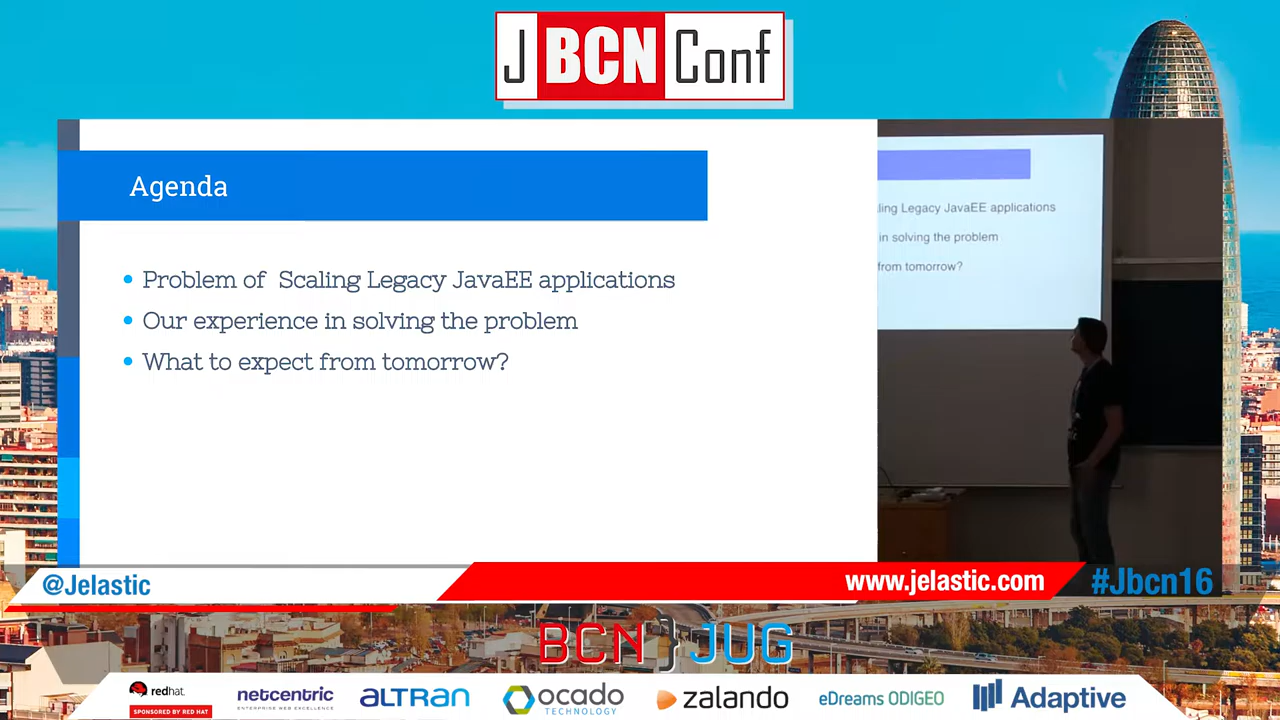 J BCN Conf
Agenda
• Problem of Scaling Legacy JavaEE applications
• Our experience in solving the problem
• What to expect from tomorrow?
ling Legacy JavaEE applications
in solving the problem
from tomorrow?
@Jelastic
www.jelastic.com
#Jbcn16
BCN JUG
redhat.
SPONSORED BY RED HAT
netcentric
ENTERPRISE WEB EXCELLENCE
ALTRAN
ocado
TECHNOLOGY
zalando
eDreams ODIGEO
Adaptive